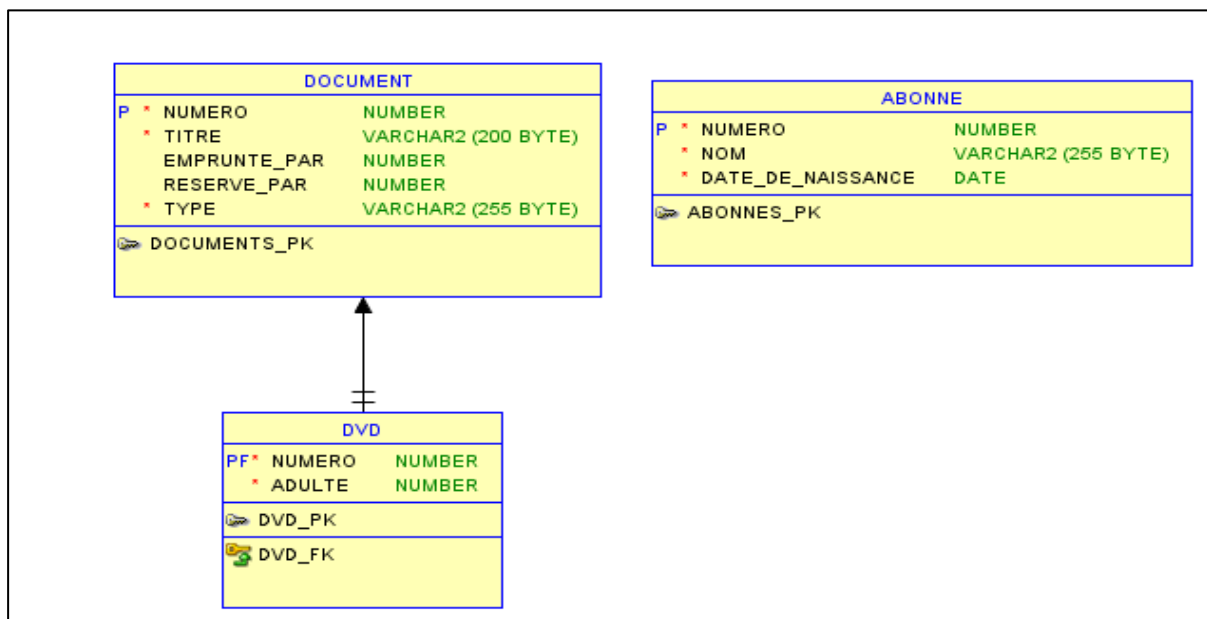 DOCUMENT
P * NUMERO NUMBER
* TITRE VARCHAR2 (200 BYTE)
EMPRUNTE_PAR NUMBER
RESERVE_PAR NUMBER
* TYPE VARCHAR2 (255 BYTE)
DOCUMENTS_PK
ABONNE
P * NUMERO NUMBER
* NOM VARCHAR2 (255 BYTE)
* DATE_DE_NAISSANCE DATE
ABONNES_PK
DVD
PF* NUMERO NUMBER
* ADULTE NUMBER
DVD_PK
DVD_FK